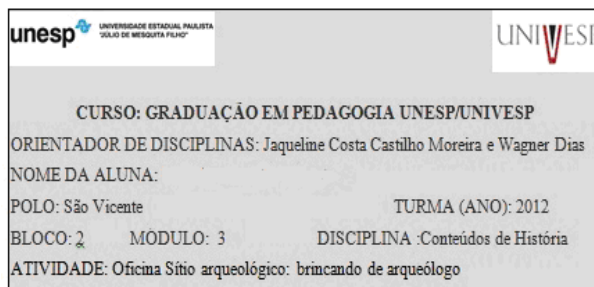 unesp
UNIVERSIDADE ESTADUAL PAULISTA
"JÚLIO DE MESQUITA FILHO"
UNIVESP
CURSO: GRADUAÇÃO EM PEDAGOGIA UNESP/UNIVESP
ORIENTADOR DE DISCIPLINAS: Jaqueline Costa Castilho Moreira e Wagner Dias
NOME DA ALUNA:
POLO: São Vicente TURMA (ANO): 2012
BLOCO: 2 MÓDULO: 3 DISCIPLINA :Conteúdos de História
ATIVIDADE: Oficina Sítio arqueológico: brincando de arqueólogo